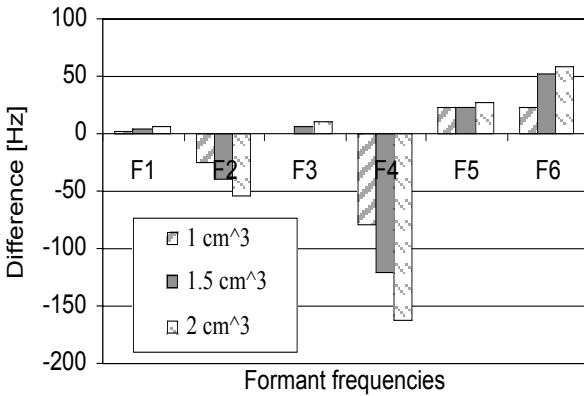 100
50
0
-50
-100
-150
-200
Difference [Hz]
F1 F2 F3 F4 F5 F6
1 cm^3
1.5 cm^3
2 cm^3
Formant frequencies